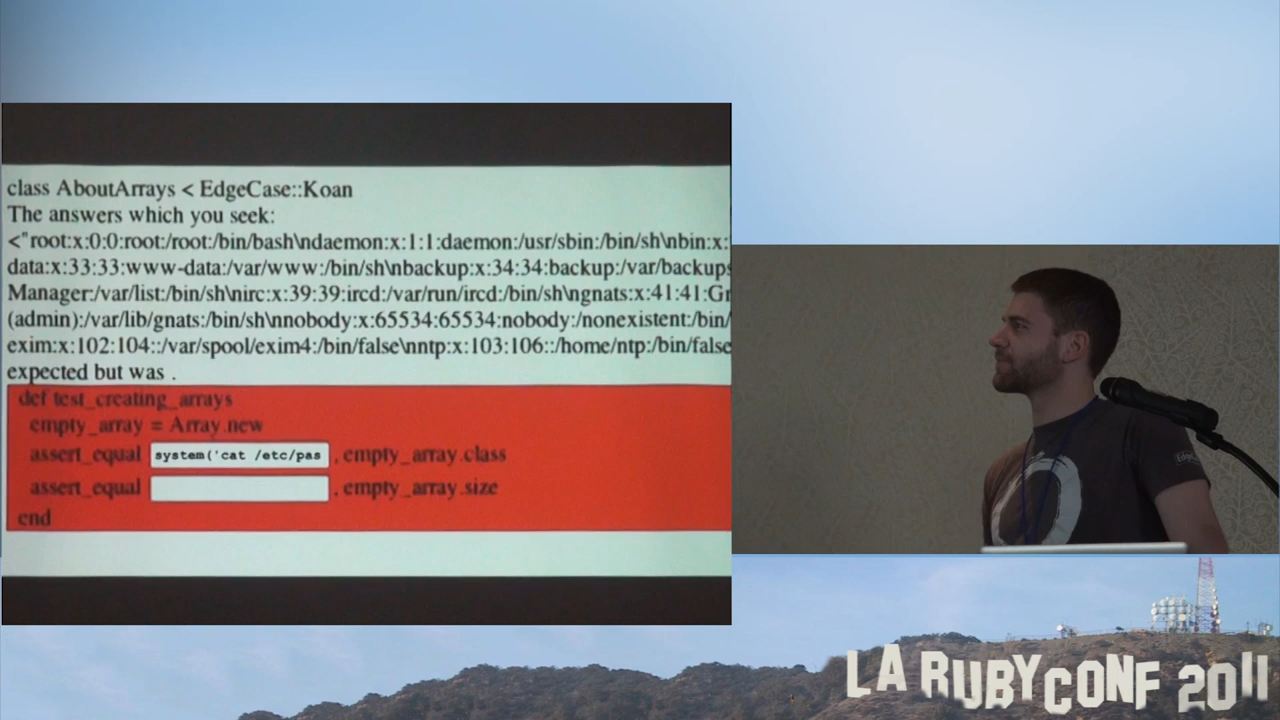 class AboutArrays < EdgeCase::Koan
The answers which you seek:
<"root:x:0:0:root:/root:/bin/bash\ndaemon:x:1:1:daemon:/usr/sbin:/bin/sh\nbin:x:
data:x:33:33:www-data:/var/www:/bin/sh\nbackup:x:34:34:backup:/var/backups
Manager:/var/list:/bin/sh\nirc:x:39:39:ircd:/var/run/ircd:/bin/sh\ngnats:x:41:41:Gn
(admin):/var/lib/gnats:/bin/sh\nnobody:x:65534:65534:nobody:/nonexistent:/bin/
exim:x:102:104::/var/spool/exim4:/bin/false\nntp:x:103:106::/home/ntp:/bin/false
expected but was .
def test_creating_arrays
empty_array = Array.new
assert_equal system('cat /etc/pas , empty_array.class
assert_equal , empty_array.size
end
LA RUBYCONF 2011